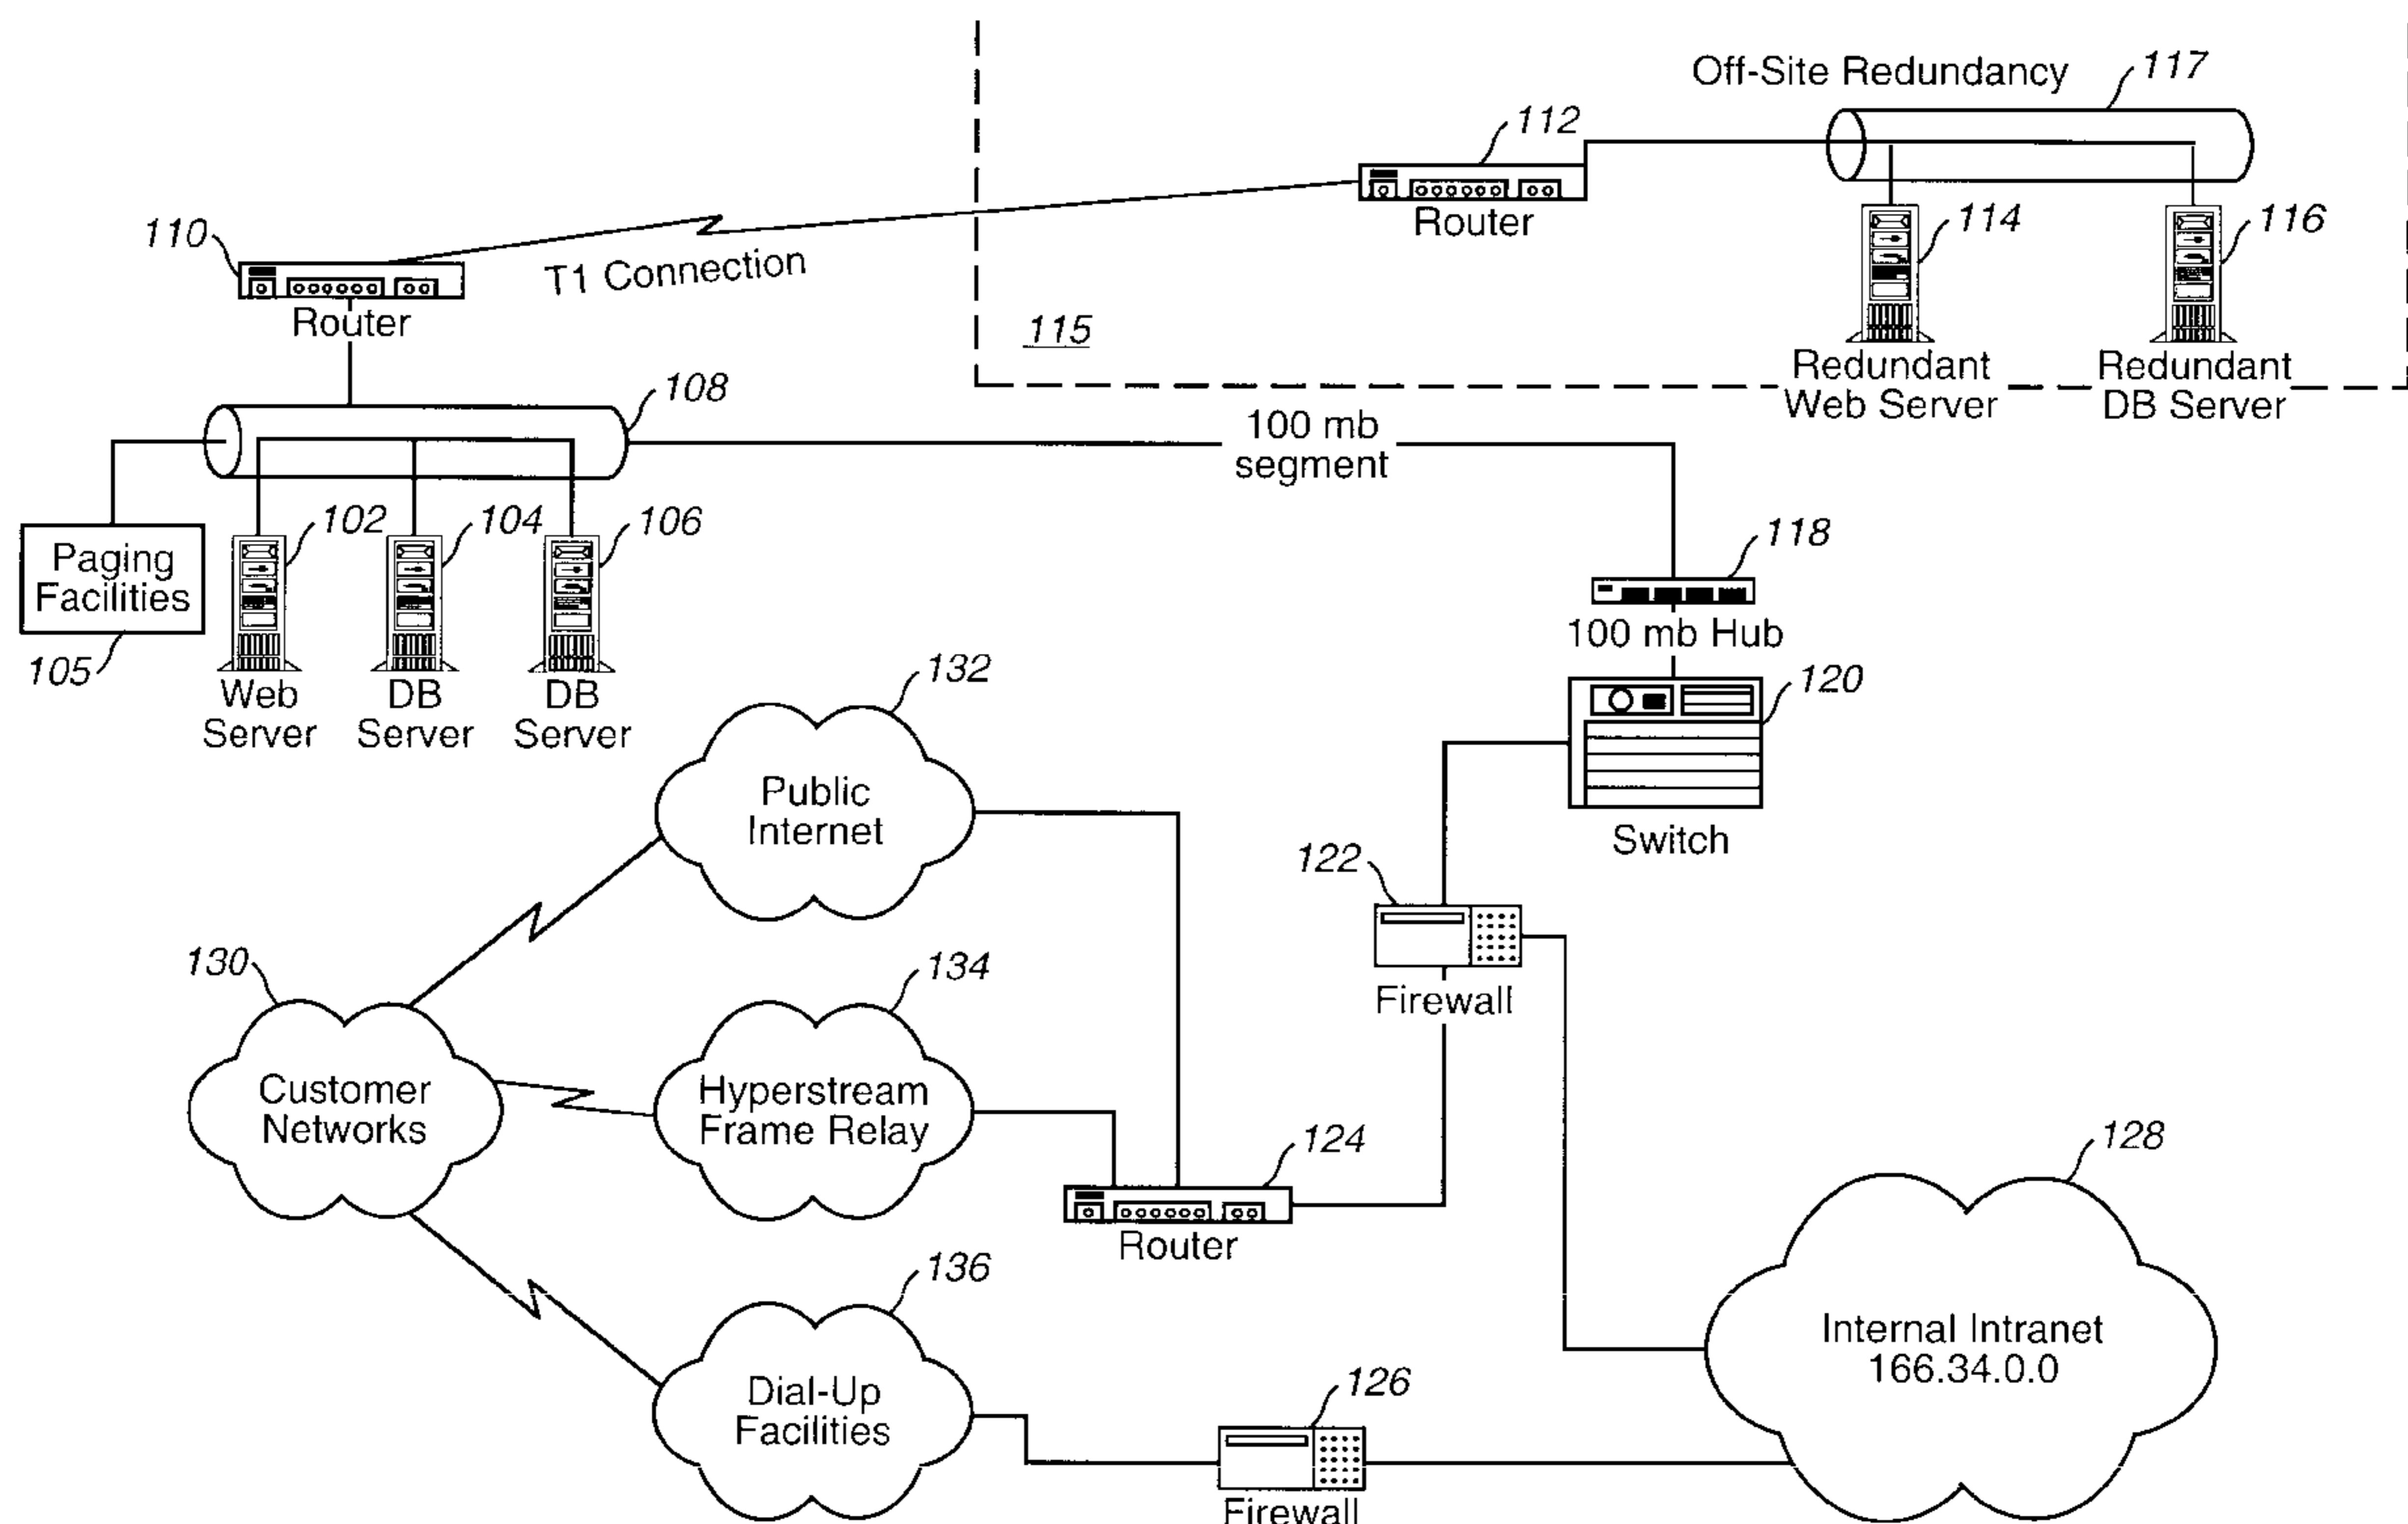 Off-Site Redundancy
117
112
Router
114
116
110
T1 Connection
Router
115
Redundant
Web Server
Redundant
DB Server
108
100 mb
segment
102
104
106
Paging
Facilities
105
Web
Server
DB
Server
DB
Server
118
100 mb Hub
120
Switch
132
Public
Internet
122
Firewall
130
Customer
Networks
134
Hyperstream
Frame Relay
124
Router
128
Internal Intranet
166.34.0.0
136
Dial-Up
Facilities
126
Firewall